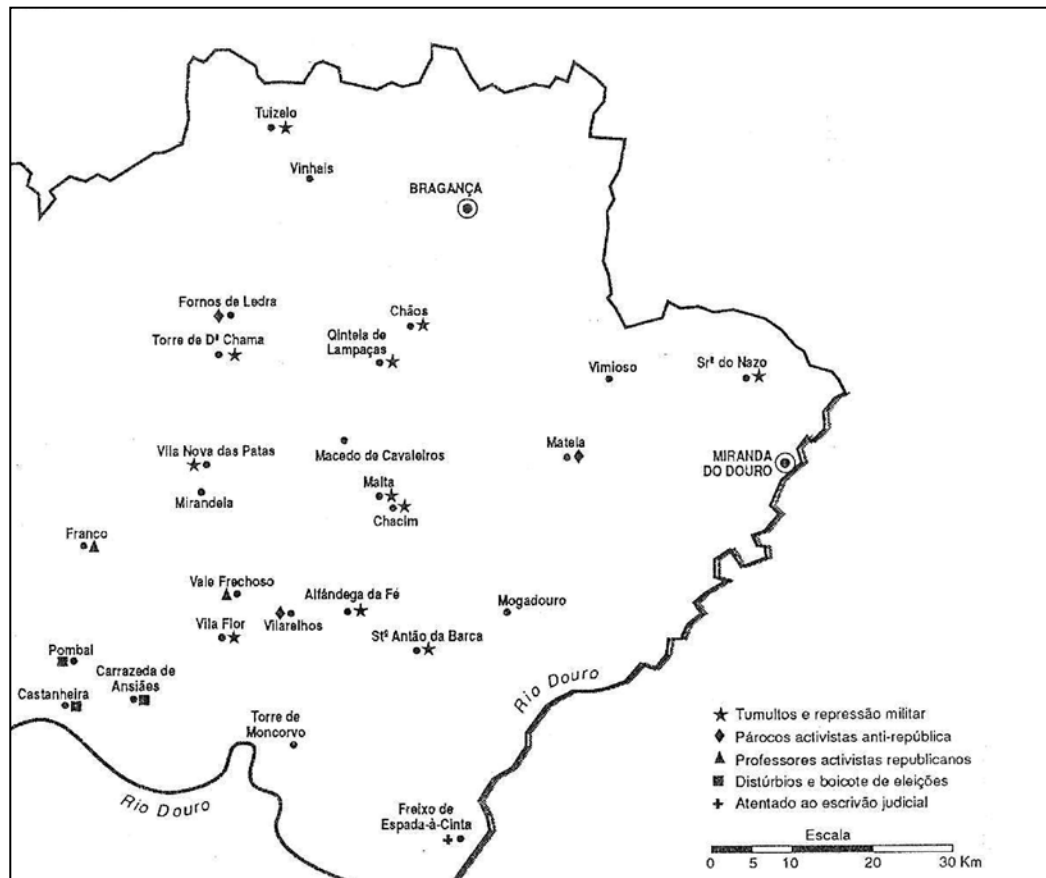 Tuizelo
Vinhais
BRAGANÇA
Fornos de Ledra
Chãos
Torre de Dª Chama
Qintela de
Lampaças
Vimioso
Srª do Nazo
Vila Nova das Patas
Macedo de Cavaleiros
Matela
MIRANDA
DO DOURO
Mirandela
Malta
Chacim
Franco
Vale Frechoso
Alfândega da Fé
Mogadouro
Vilarelhos
Vila Flor
Stº Antão da Barca
Pombal
Carrazeda de
Ansiães
Castanheira
Rio Douro
Torre de
Moncorvo
Rio Douro
Freixo de
Espada-à-Cinta
Tumultos e repressão militar
Párocos activistas anti-república
Professores activistas republicanos
Distúrbios e boicote de eleições
Atentado ao escrivão judicial
Escala
0 5 10 20 30 Km